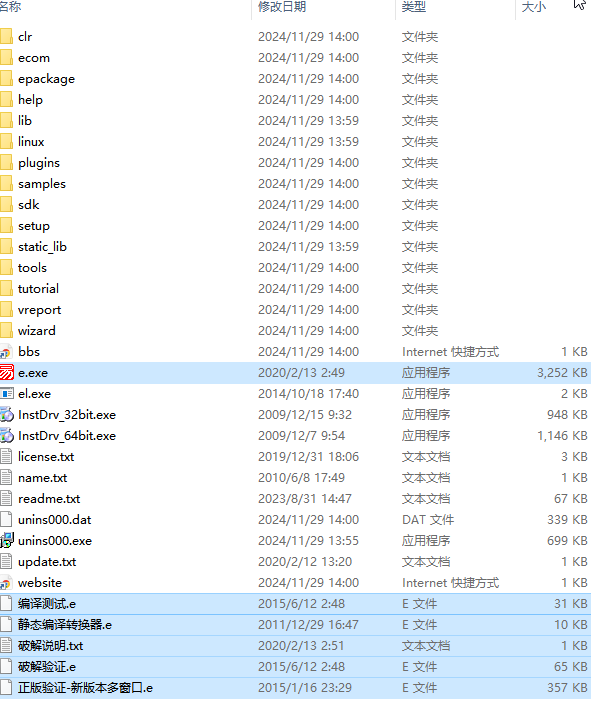 名称 修改日期 类型 大小
clr 2024/11/29 14:00 文件夹
ecom 2024/11/29 14:00 文件夹
epackage 2024/11/29 14:00 文件夹
help 2024/11/29 14:00 文件夹
lib 2024/11/29 13:59 文件夹
linux 2024/11/29 13:59 文件夹
plugins 2024/11/29 14:00 文件夹
samples 2024/11/29 14:00 文件夹
sdk 2024/11/29 14:00 文件夹
setup 2024/11/29 14:00 文件夹
static_lib 2024/11/29 13:59 文件夹
tools 2024/11/29 14:00 文件夹
tutorial 2024/11/29 14:00 文件夹
vreport 2024/11/29 14:00 文件夹
wizard 2024/11/29 14:00 文件夹
bbs 2024/11/29 14:00 Internet 快捷方式 1 KB
e.exe 2020/2/13 2:49 应用程序 3,252 KB
el.exe 2014/10/18 17:40 应用程序 2 KB
InstDrv_32bit.exe 2009/12/15 9:32 应用程序 948 KB
InstDrv_64bit.exe 2009/12/7 9:54 应用程序 1,146 KB
license.txt 2019/12/31 18:06 文本文档 3 KB
name.txt 2010/6/8 17:49 文本文档 1 KB
readme.txt 2023/8/31 14:47 文本文档 67 KB
unins000.dat 2024/11/29 14:00 DAT 文件 339 KB
unins000.exe 2024/11/29 13:55 应用程序 699 KB
update.txt 2020/2/12 13:20 文本文档 1 KB
website 2024/11/29 14:00 Internet 快捷方式 1 KB
编译测试.e 2015/6/12 2:48 E 文件 31 KB
静态编译转换器.e 2011/12/29 16:47 E 文件 10 KB
破解说明.txt 2020/2/13 2:51 文本文档 1 KB
破解验证.e 2015/6/12 2:48 E 文件 65 KB
正版验证-新版本多窗口.e 2015/1/16 23:29 E 文件 357 KB